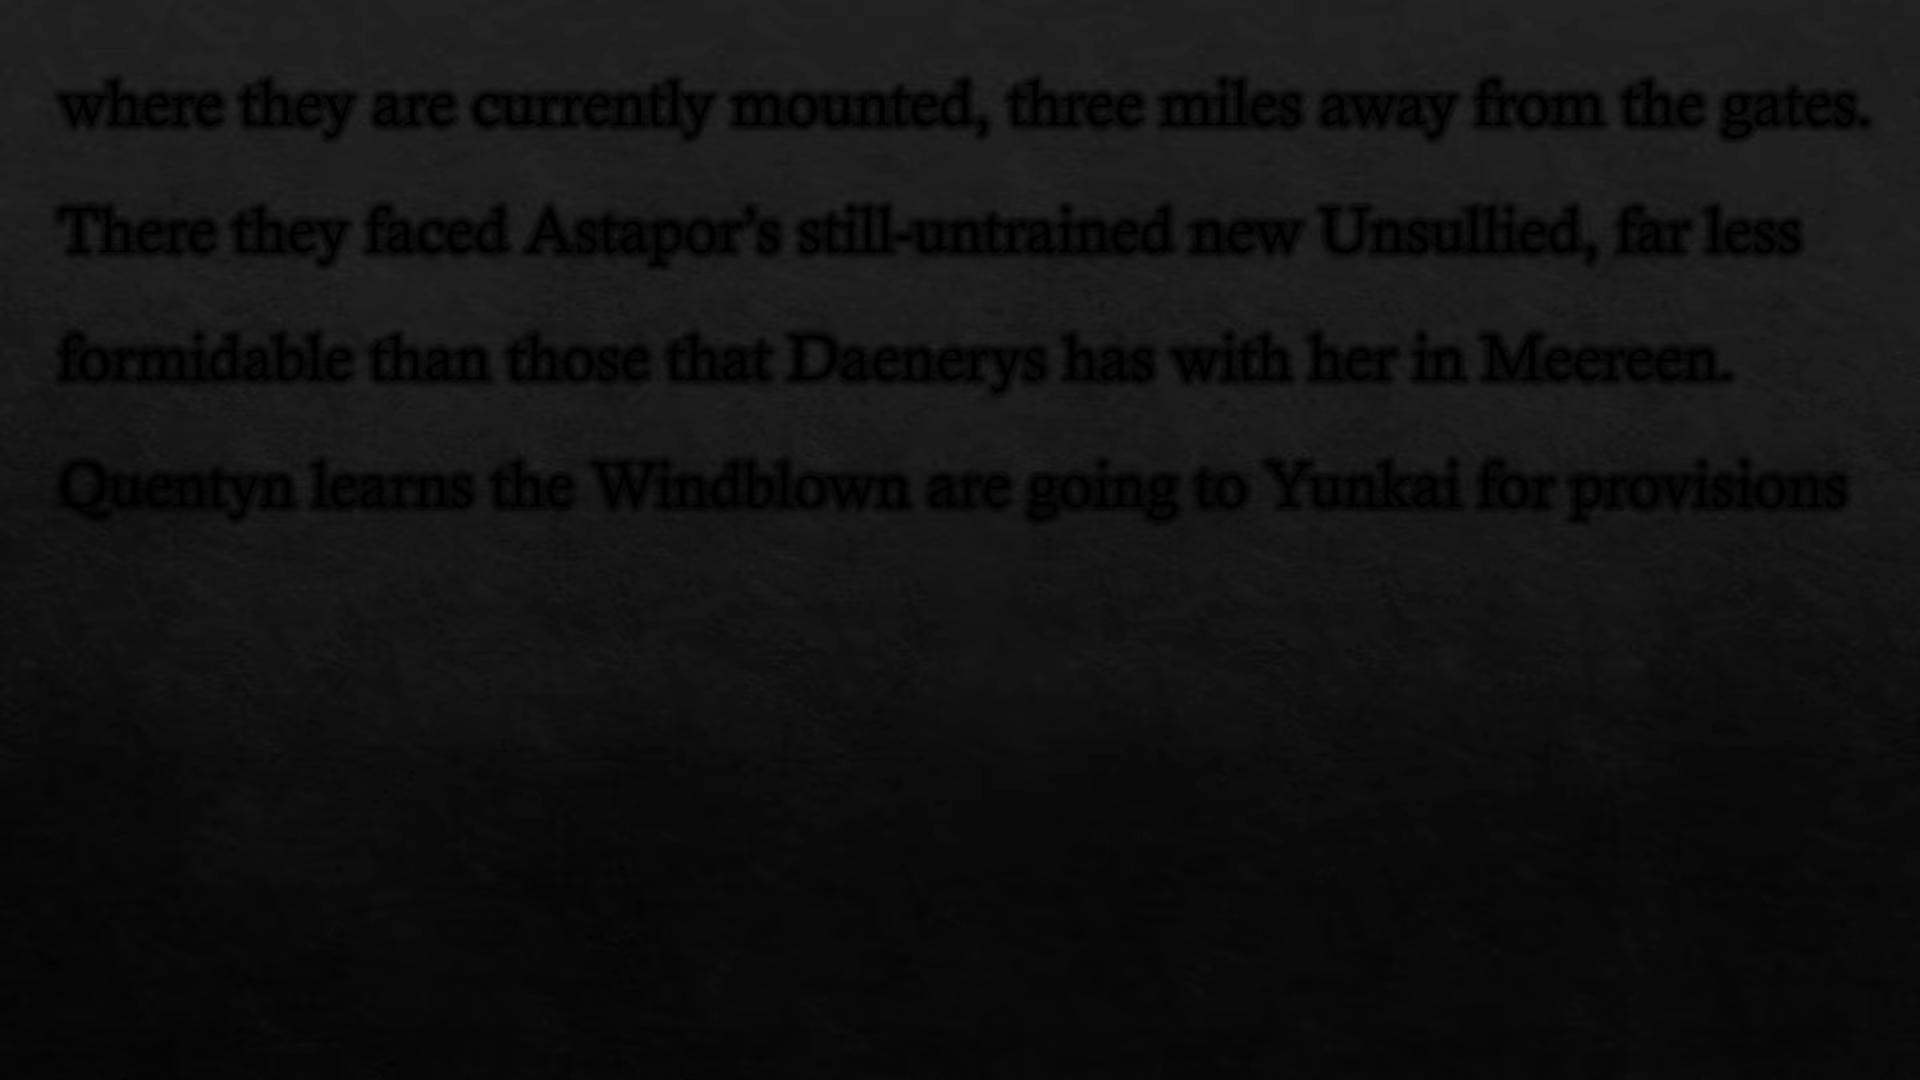 where they are currently mounted, three miles away from the gates.
There they faced Astapor's still-untrained new Unsullied, far less
formidable than those that Daenerys has with her in Meereen.
Quentyn learns the Windblown are going to Yunkai for provisions